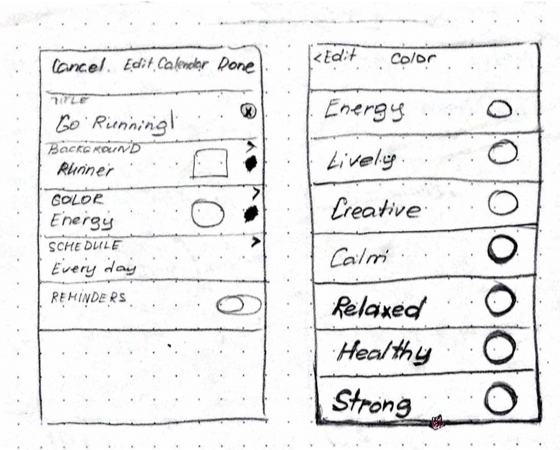 Cancel Edit Calendar Done
TITLE
Go Running
BACKGROUND
Runner
COLOR
Energy
SCHEDULE
Every day
REMINDERS
<Edit Color
Energy
Lively
Creative
Calm
Relaxed
Healthy
Strong